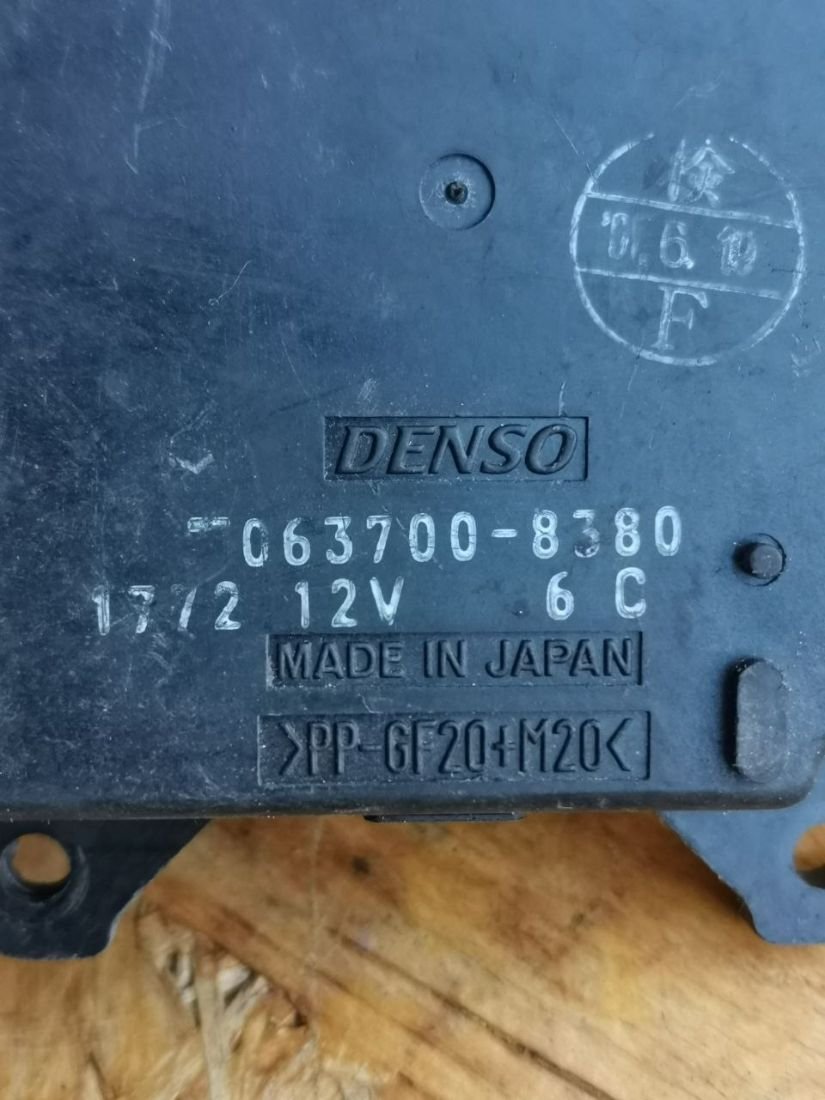 検
'01.6.19
F
DENSO
063700-8380
1772 12V 6 C
MADE IN JAPAN
>PP-GF20+M20<